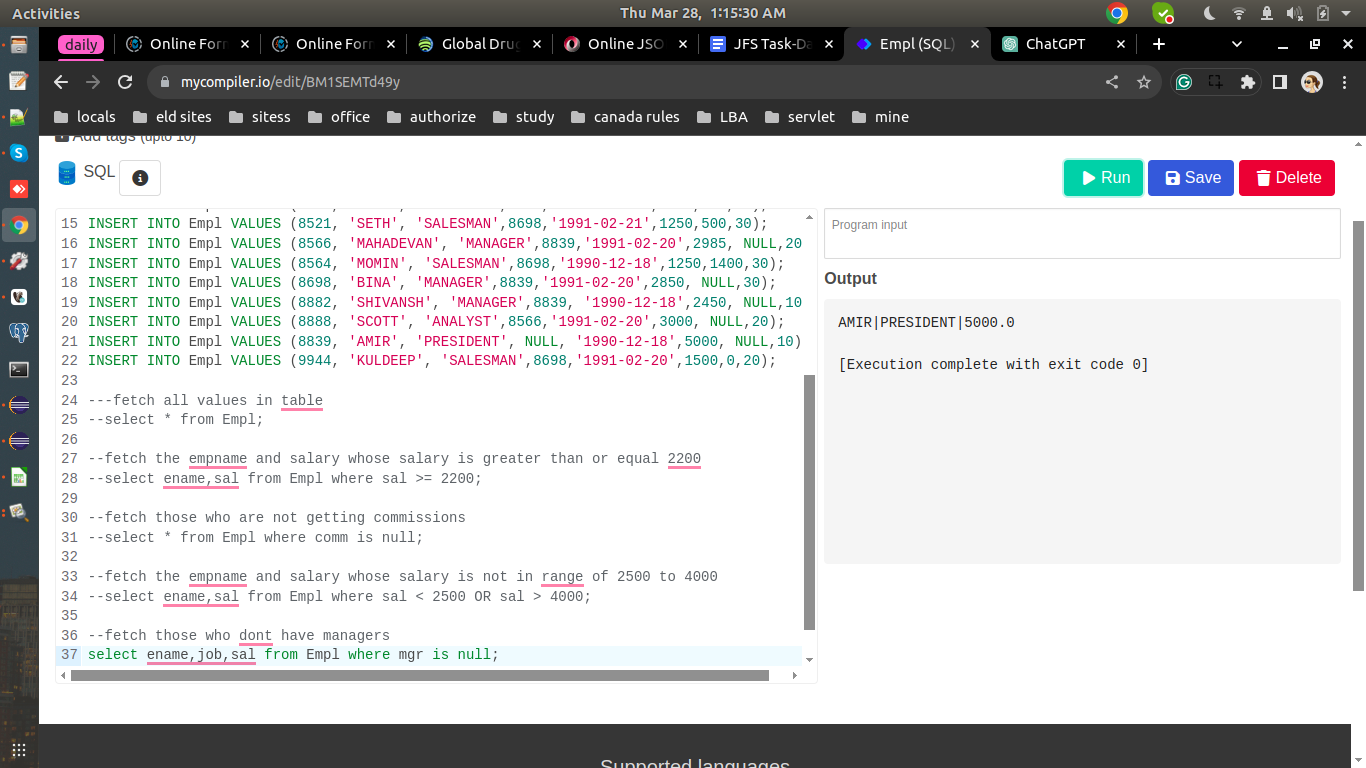 Activities
Thu Mar 28, 1:15:30 AM
daily
Online Forn
Online Forn
Global Drug
Online JSO
JFS Task-Da
Empl (SQL)
ChatGPT
mycompiler.io/edit/BM1SEMTd49y
locals
eld sites
sitess
office
authorize
study
canada rules
LBA
servlet
mine
Add tags (upto 10)
SQL
Run
Save
Delete
15 INSERT INTO Empl VALUES (8521, 'SETH', 'SALESMAN',8698,'1991-02-21',1250,500,30);
16 INSERT INTO Empl VALUES (8566, 'MAHADEVAN', 'MANAGER',8839,'1991-02-20',2985, NULL,20
17 INSERT INTO Empl VALUES (8564, 'MOMIN', 'SALESMAN',8698,'1990-12-18',1250,1400,30);
18 INSERT INTO Empl VALUES (8698, 'BINA', 'MANAGER',8839,'1991-02-20',2850, NULL,30);
19 INSERT INTO Empl VALUES (8882, 'SHIVANSH', 'MANAGER',8839, '1990-12-18',2450, NULL,10
20 INSERT INTO Empl VALUES (8888, 'SCOTT', 'ANALYST',8566,'1991-02-20',3000, NULL,20);
21 INSERT INTO Empl VALUES (8839, 'AMIR', 'PRESIDENT', NULL, '1990-12-18',5000, NULL,10)
22 INSERT INTO Empl VALUES (9944, 'KULDEEP', 'SALESMAN',8698,'1991-02-20',1500,0,20);
23
24 ---fetch all values in table
25 --select * from Empl;
26
27 --fetch the empname and salary whose salary is greater than or equal 2200
28 --select ename,sal from Empl where sal >= 2200;
29
30 --fetch those who are not getting commissions
31 --select * from Empl where comm is null;
32
33 --fetch the empname and salary whose salary is not in range of 2500 to 4000
34 --select ename,sal from Empl where sal < 2500 OR sal > 4000;
35
36 --fetch those who dont have managers
37 select ename,job,sal from Empl where mgr is null;
Program input
Output
AMIR|PRESIDENT|5000.0
[Execution complete with exit code 0]
Supported languages